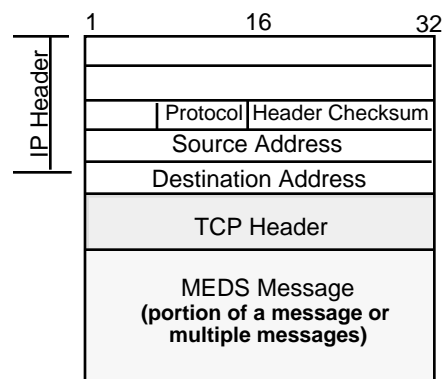 1 16 32
IP Header
Protocol Header Checksum
Source Address
Destination Address
TCP Header
MEDS Message
(portion of a message or
multiple messages)